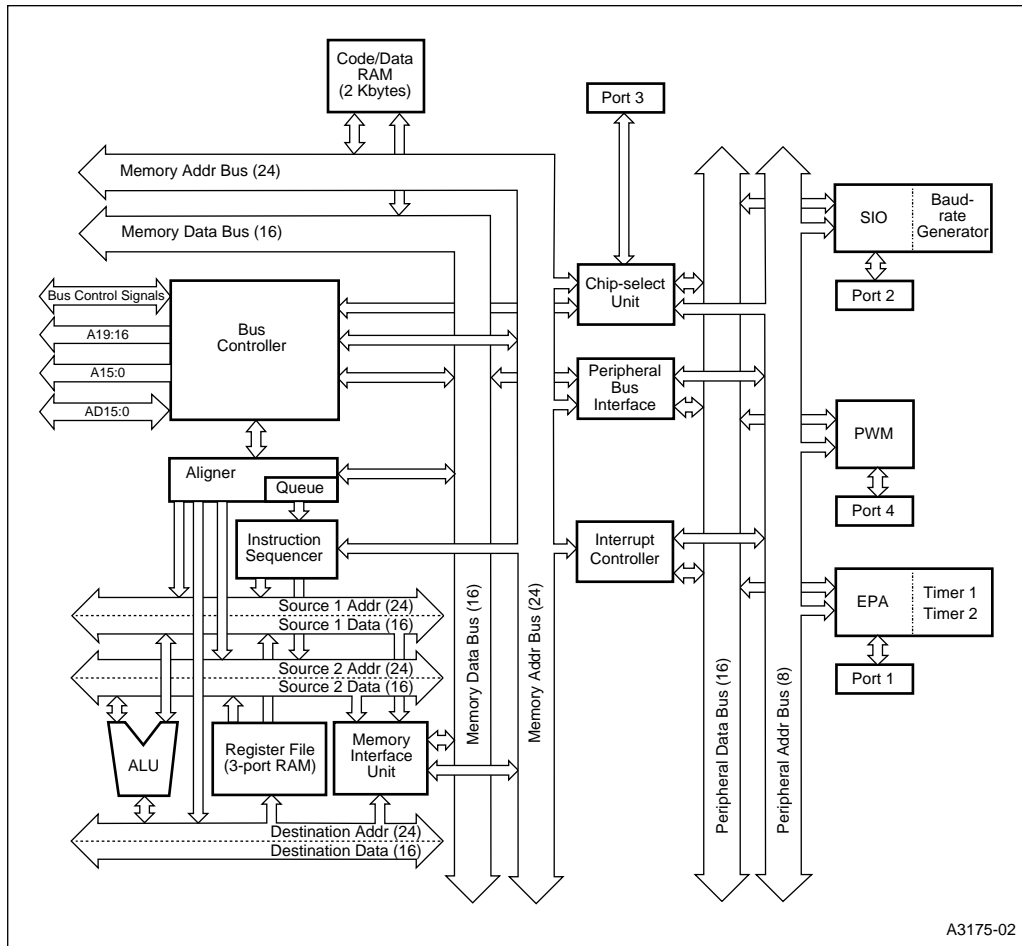 Code/Data
RAM
(2 Kbytes)
Port 3
Memory Addr Bus (24)
Memory Data Bus (16)
SIO
Baud-
rate
Generator
Chip-select
Unit
Port 2
Bus Control Signals
A19:16
A15:0
AD15:0
Bus
Controller
Peripheral
Bus
Interface
PWM
Aligner
Queue
Port 4
Instruction
Sequencer
Interrupt
Controller
Source 1 Addr (24)
Source 1 Data (16)
EPA
Timer 1
Timer 2
Source 2 Addr (24)
Source 2 Data (16)
Port 1
Memory Data Bus (16)
Memory Addr Bus (24)
Peripheral Data Bus (16)
Peripheral Addr Bus (8)
ALU
Register File
(3-port RAM)
Memory
Interface
Unit
Destination Addr (24)
Destination Data (16)
A3175-02